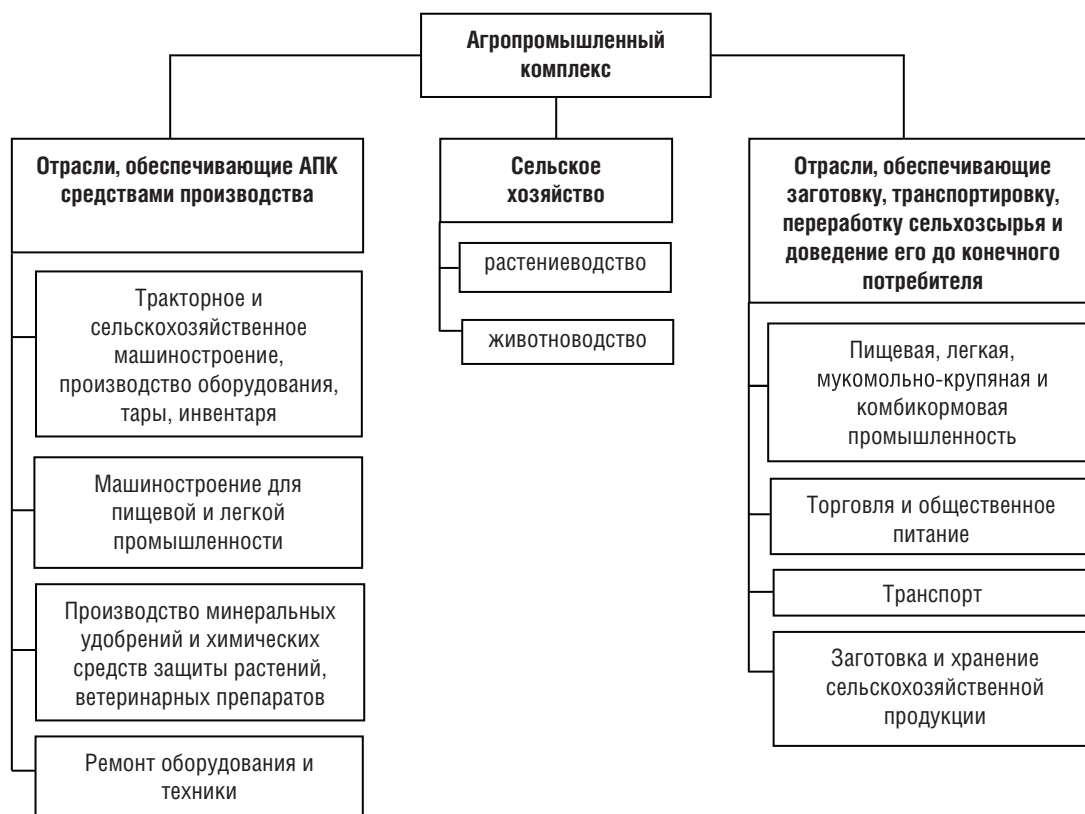 Агропромышленный
комплекс
Отрасли, обеспечивающие АПК
средствами производства
Тракторное и
сельскохозяйственное
машиностроение,
производство оборудования,
тары, инвентаря
Машиностроение для
пищевой и легкой
промышленности
Производство минеральных
удобрений и химических
средств защиты растений,
ветеринарных препаратов
Ремонт оборудования и
техники
Сельское
хозяйство
растениеводство
животноводство
Отрасли, обеспечивающие
заготовку, транспортировку,
переработку сельхозсырья и
доведение его до конечного
потребителя
Пищевая, легкая,
мукомольно-крупяная и
комбикормовая
промышленность
Торговля и общественное
питание
Транспорт
Заготовка и хранение
сельскохозяйственной
продукции